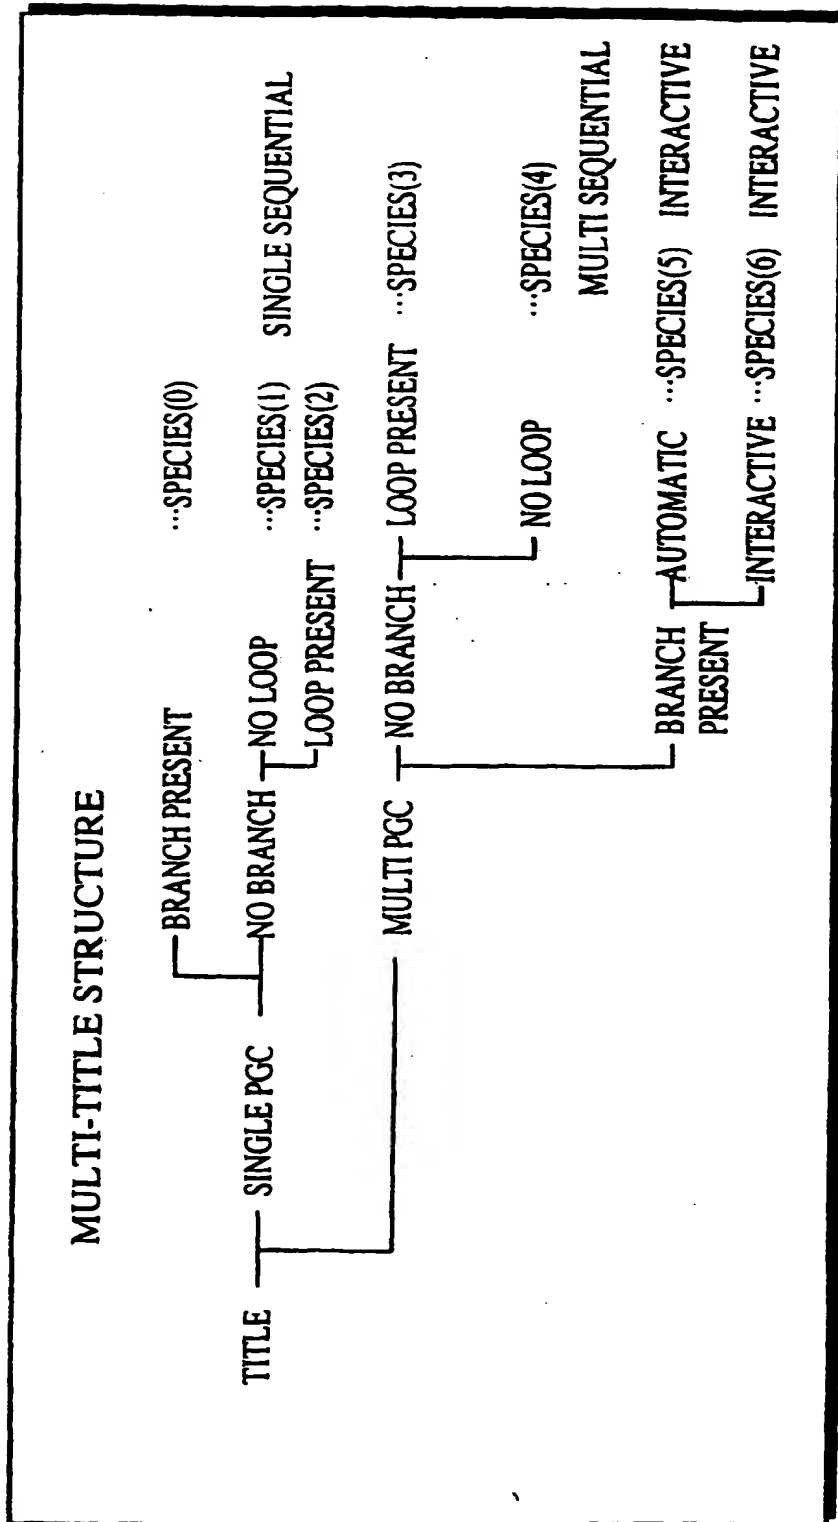 MULTI-TITLE STRUCTURE
BRANCH PRESENT ···SPECIES(0)
TITLE SINGLE PGC NO BRANCH NO LOOP ···SPECIES(1) SINGLE SEQUENTIAL
LOOP PRESENT ···SPECIES(2)
MULTI PGC NO BRANCH LOOP PRESENT ···SPECIES(3)
NO LOOP ···SPECIES(4)
MULTI SEQUENTIAL
BRANCH AUTOMATIC ···SPECIES(5) INTERACTIVE
PRESENT
INTERACTIVE ···SPECIES(6) INTERACTIVE